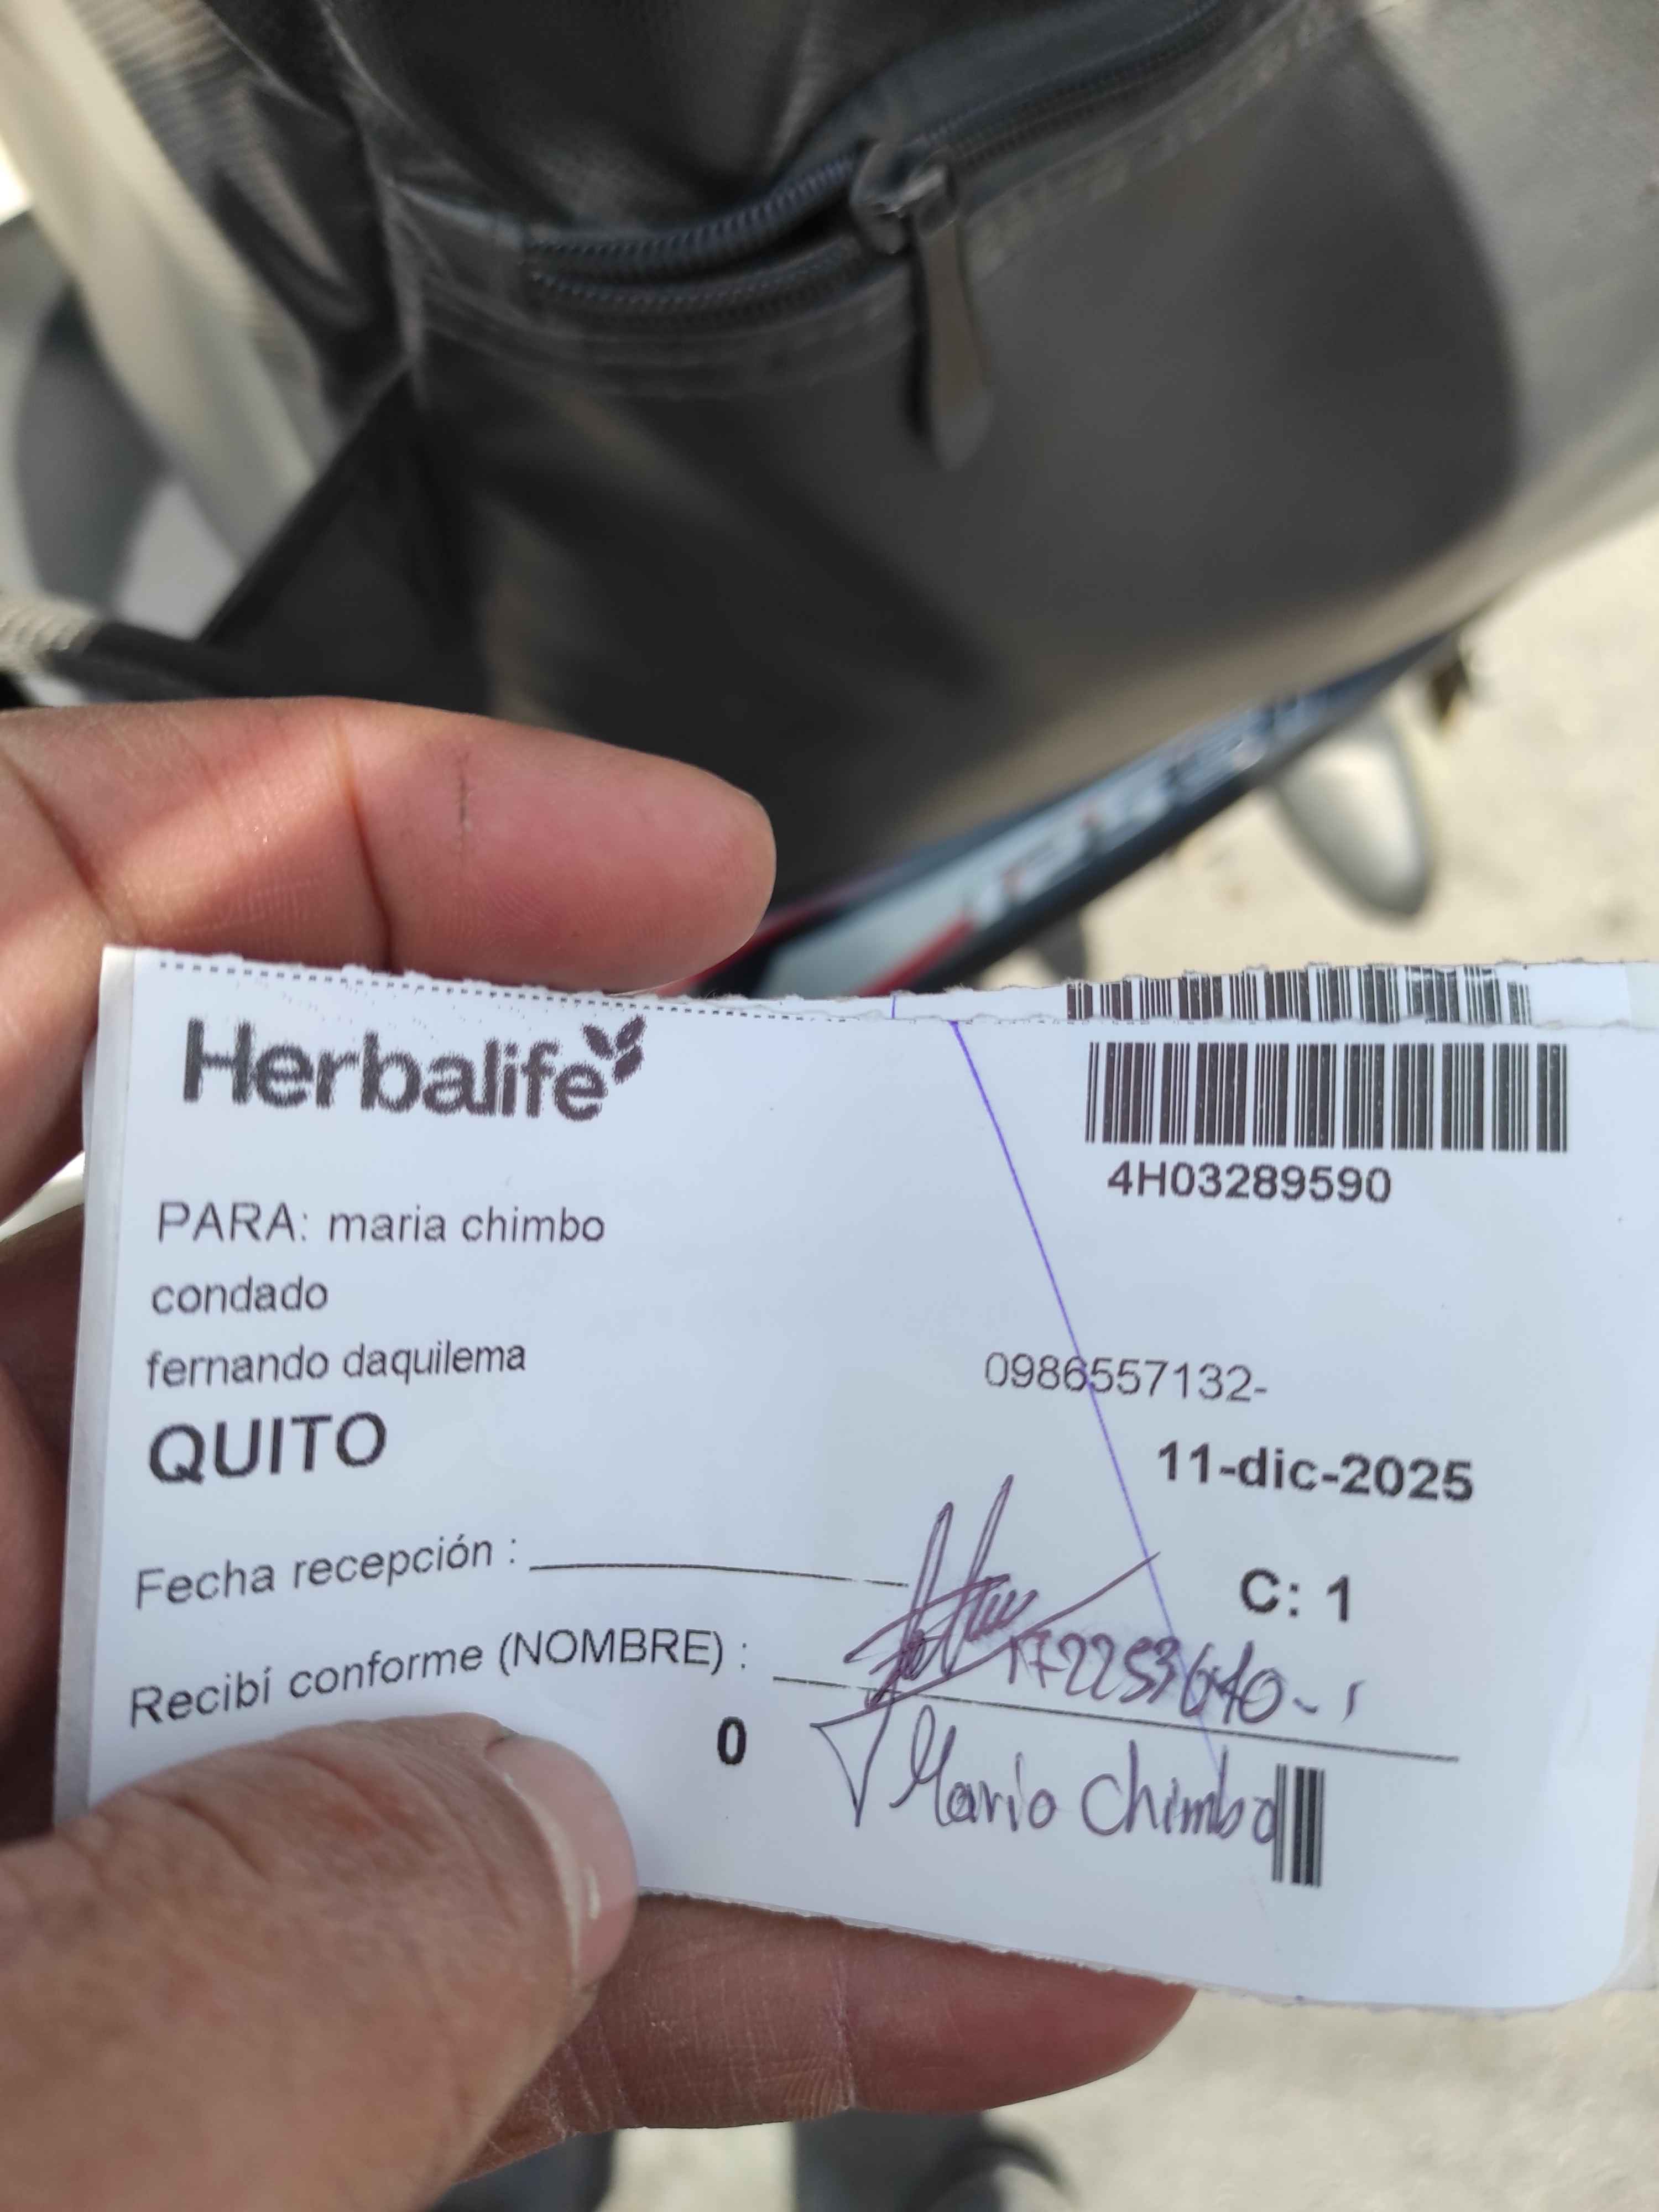 Herbalife
4H03289590
PARA: maria chimbo
condado
fernando daquilema
0986557132-
QUITO
11-dic-2025
Fecha recepción :
C: 1
Recibí conforme (NOMBRE) :
0
Mario Chimbo